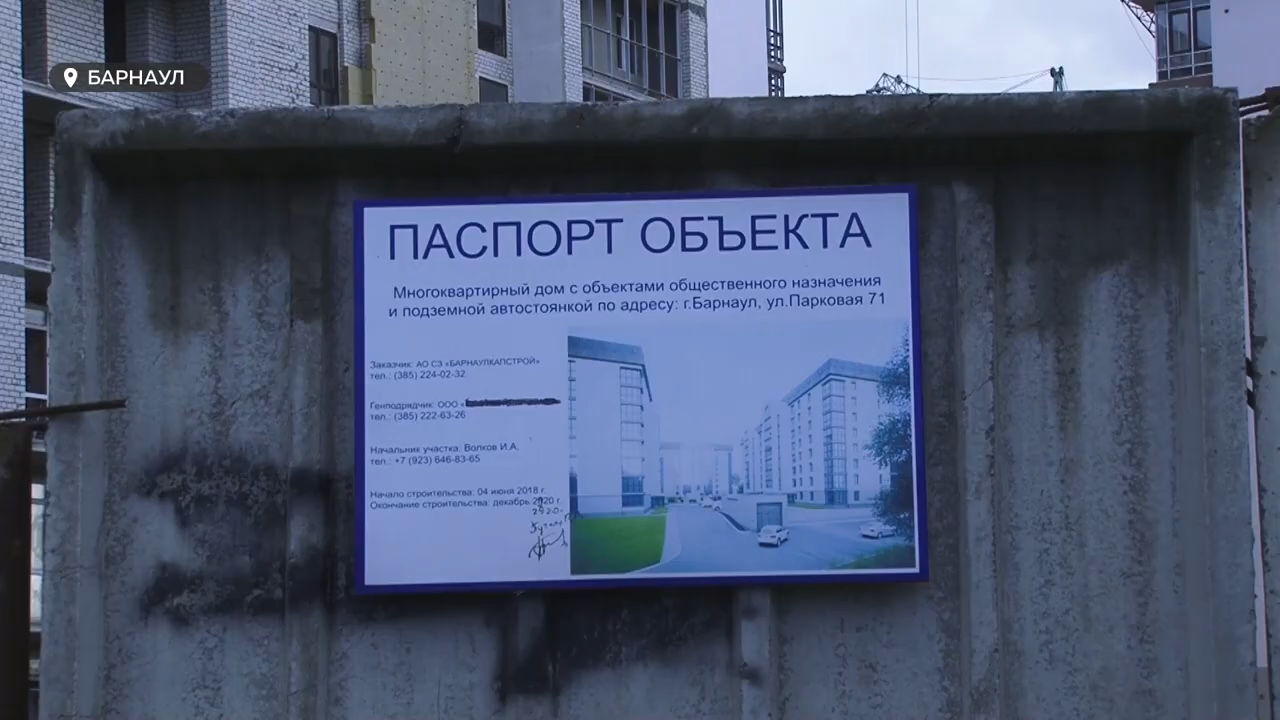 БАРНАУЛ
ПАСПОРТ ОБЪЕКТА
Многоквартирный дом с объектами общественного назначения
и подземной автостоянкой по адресу: г.Барнаул, ул.Парковая 71
Заказчик: АО СЗ «БАРНАУЛКАПСТРОЙ»
тел.: (385) 224-02-32
Генподрядчик: ООО «
тел.: (385) 222-63-26
Начальник участка: Волков И.А.
тел.: +7 (923) 646-83-65
Начало строительства: 04 июня 2018 г.
Окончание строительства: декабрь 2020 г.